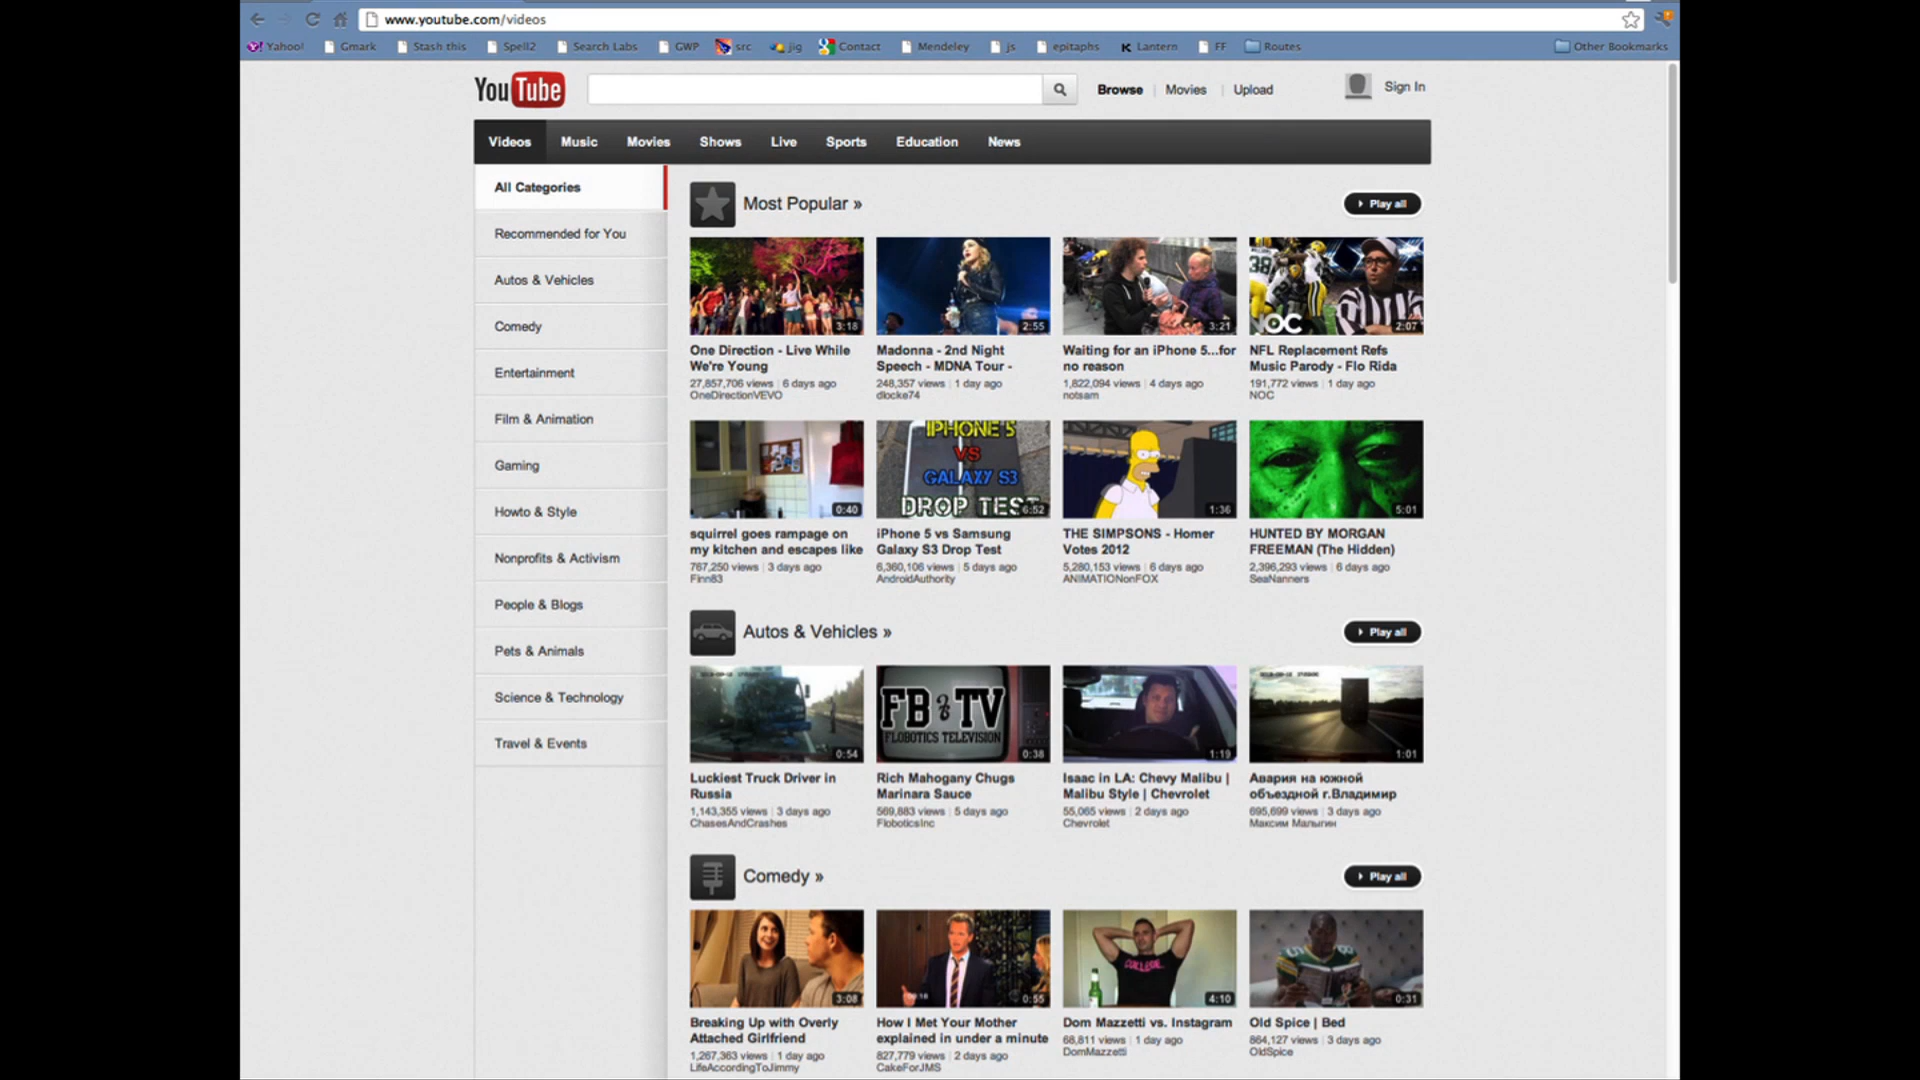 www.youtube.com/videos
Yahoo! Gmark Stash this Spell2 Search Labs GWP src jig Contact Mendeley js epitaphs Lantern FF Routes Other Bookmarks
YouTube Browse Movies Upload Sign In
Videos Music Movies Shows Live Sports Education News
All Categories
Recommended for You
Autos & Vehicles
Comedy
Entertainment
Film & Animation
Gaming
Howto & Style
Nonprofits & Activism
People & Blogs
Pets & Animals
Science & Technology
Travel & Events
Most Popular »
Play all
NOC
3:18
2:55
3:21
2:07
One Direction - Live While
We're Young
27,857,706 views 6 days ago
OneDirectionVEVO
Madonna - 2nd Night
Speech - MDNA Tour -
248,357 views 1 day ago
dlocke74
Waiting for an iPhone 5...for
no reason
1,822,094 views 4 days ago
notsam
NFL Replacement Refs
Music Parody - Flo Rida
191,772 views 1 day ago
NOC
IPHONE 5
VS
GALAXY S3
DROP TEST
0:40
6:52
1:36
5:01
squirrel goes rampage on
my kitchen and escapes like
767,250 views 3 days ago
Finn83
iPhone 5 vs Samsung
Galaxy S3 Drop Test
6,360,106 views 5 days ago
AndroidAuthority
THE SIMPSONS - Homer
Votes 2012
5,280,153 views 6 days ago
ANIMATIONonFOX
HUNTED BY MORGAN
FREEMAN (The Hidden)
2,396,293 views 6 days ago
SeaNanners
Autos & Vehicles »
Play all
FB TV
FLOBOTICS TELEVISION
0:54
0:38
1:19
1:01
Luckiest Truck Driver in
Russia
1,143,355 views 3 days ago
ChasesAndCrashes
Rich Mahogany Chugs
Marinara Sauce
569,883 views 5 days ago
FloboticsInc
Isaac in LA: Chevy Malibu |
Malibu Style | Chevrolet
55,065 views 2 days ago
Chevrolet
Авария на южной
объездной г.Владимир
695,699 views 3 days ago
Максим Малыгин
Comedy »
Play all
COLLEGE
3:08
0:55
4:10
0:31
Breaking Up with Overly
Attached Girlfriend
1,267,363 views 1 day ago
LifeAccordingToJimmy
How I Met Your Mother
explained in under a minute
827,779 views 2 days ago
CakeForJMS
Dom Mazzetti vs. Instagram
68,811 views 1 day ago
DomMazzetti
Old Spice | Bed
864,127 views 3 days ago
OldSpice